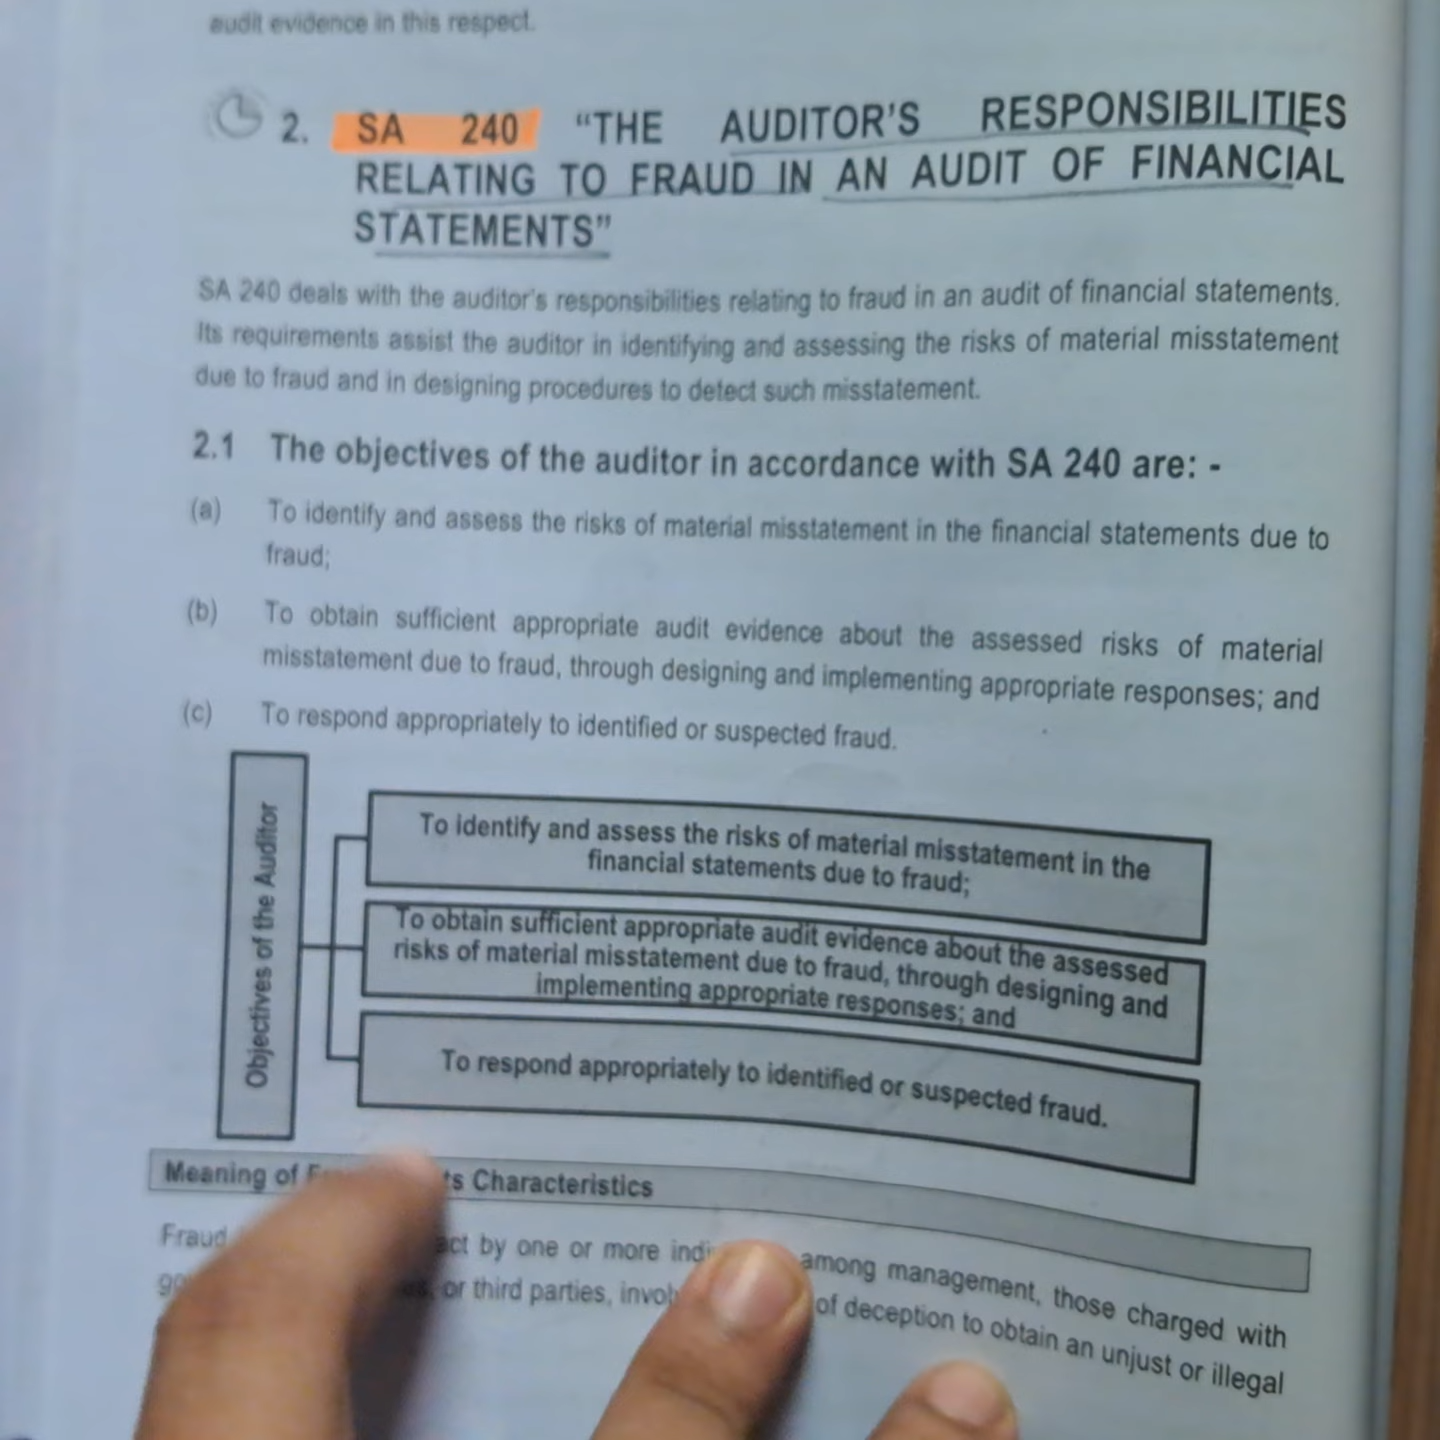 audit evidence in this respect.
2. SA 240 “THE AUDITOR’S RESPONSIBILITIES
RELATING TO FRAUD IN AN AUDIT OF FINANCIAL
STATEMENTS”
SA 240 deals with the auditor's responsibilities relating to fraud in an audit of financial statements.
Its requirements assist the auditor in identifying and assessing the risks of material misstatement
due to fraud and in designing procedures to detect such misstatement.
2.1 The objectives of the auditor in accordance with SA 240 are: -
(a) To identify and assess the risks of material misstatement in the financial statements due to
fraud;
(b) To obtain sufficient appropriate audit evidence about the assessed risks of material
misstatement due to fraud, through designing and implementing appropriate responses; and
(c) To respond appropriately to identified or suspected fraud.
Objectives of the Auditor
To identify and assess the risks of material misstatement in the
financial statements due to fraud;
To obtain sufficient appropriate audit evidence about the assessed
risks of material misstatement due to fraud, through designing and
implementing appropriate responses; and
To respond appropriately to identified or suspected fraud.
Meaning of Characteristics
Fraud by one or more among management, those charged with
or third parties, of deception to obtain an unjust or illegal